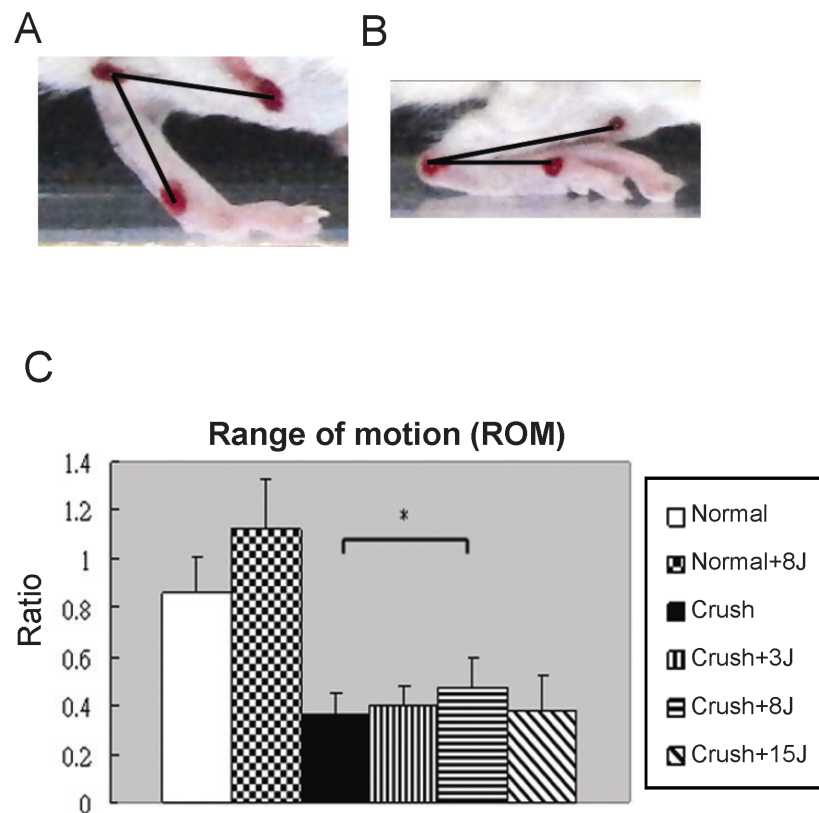 A
B
C
Range of motion (ROM)
Ratio
1.4
1.2
1
0.8
0.6
0.4
0.2
0
*
Normal
Normal+8J
Crush
Crush+3J
Crush+8J
Crush+15J